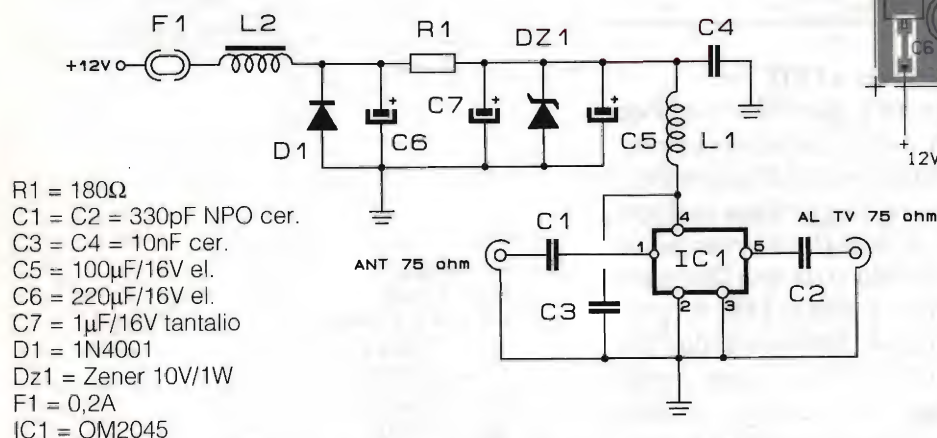 F1
L2
R1
DZ1
C4
+12V
+
+
+
D1
C6
C7
C5
L1
C6
+
12V
R1 = 180Ω
C1 = C2 = 330pF NPO cer.
C3 = C4 = 10nF cer.
C5 = 100µF/16V el.
C6 = 220µF/16V el.
C7 = 1µF/16V tantalio
D1 = 1N4001
Dz1 = Zener 10V/1W
F1 = 0,2A
IC1 = OM2045
ANT 75 ohm
C1
C3
1
4
IC1
5
2
3
AL TV 75 ohm
C2